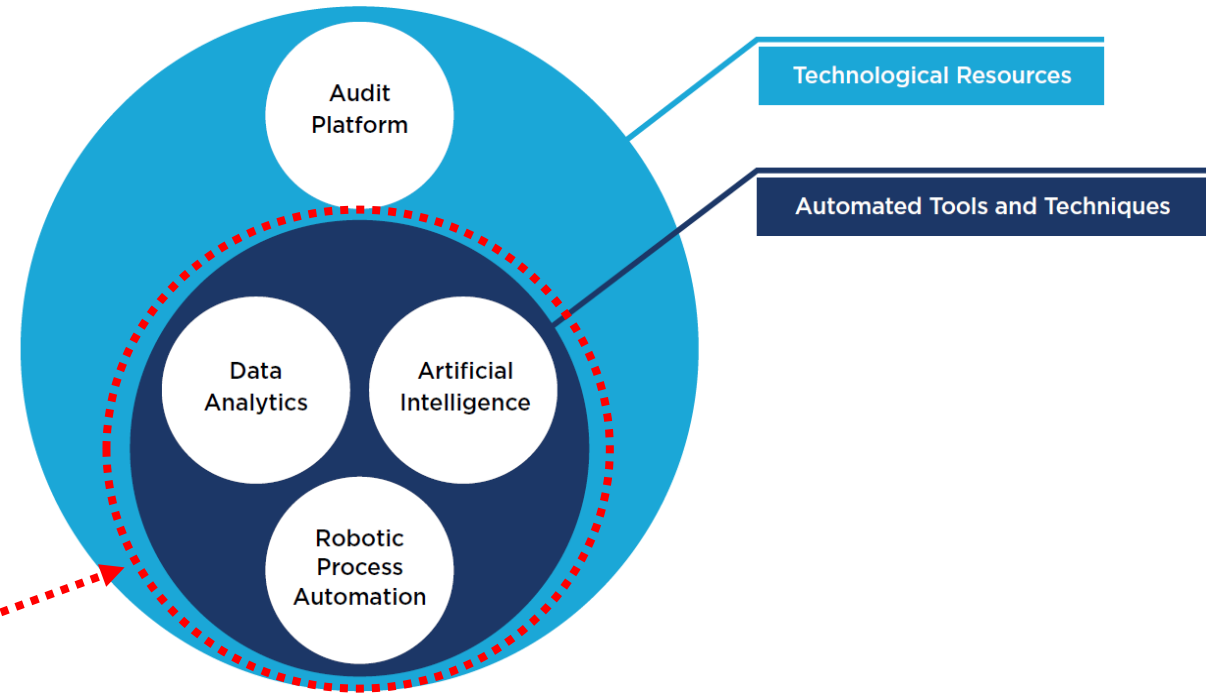 Audit
Platform
Technological Resources
Automated Tools and Techniques
Data
Analytics
Artificial
Intelligence
Robotic
Process
Automation